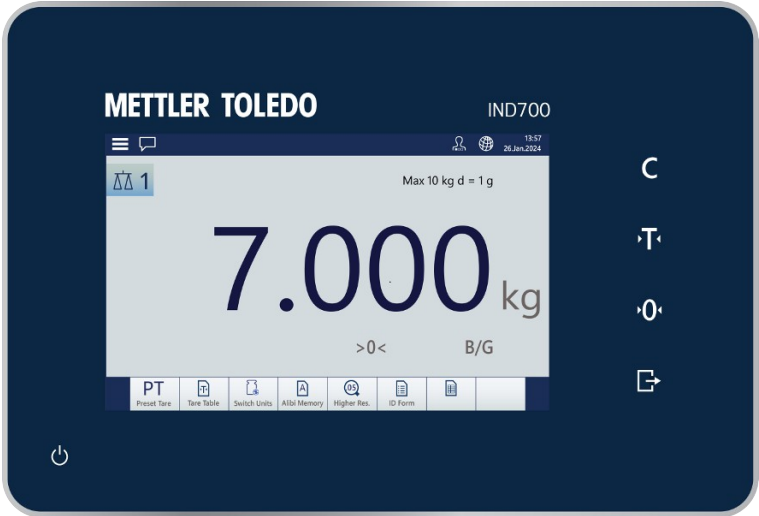 METTLER TOLEDO
IND700
13:57
26.Jan.2024
1
Max 10 kg d = 1 g
7.000 kg
>0< B/G
PT
Preset Tare
Tare Table
Switch Units
A
Alibi Memory
.05
Higher Res.
ID Form
C
T
0